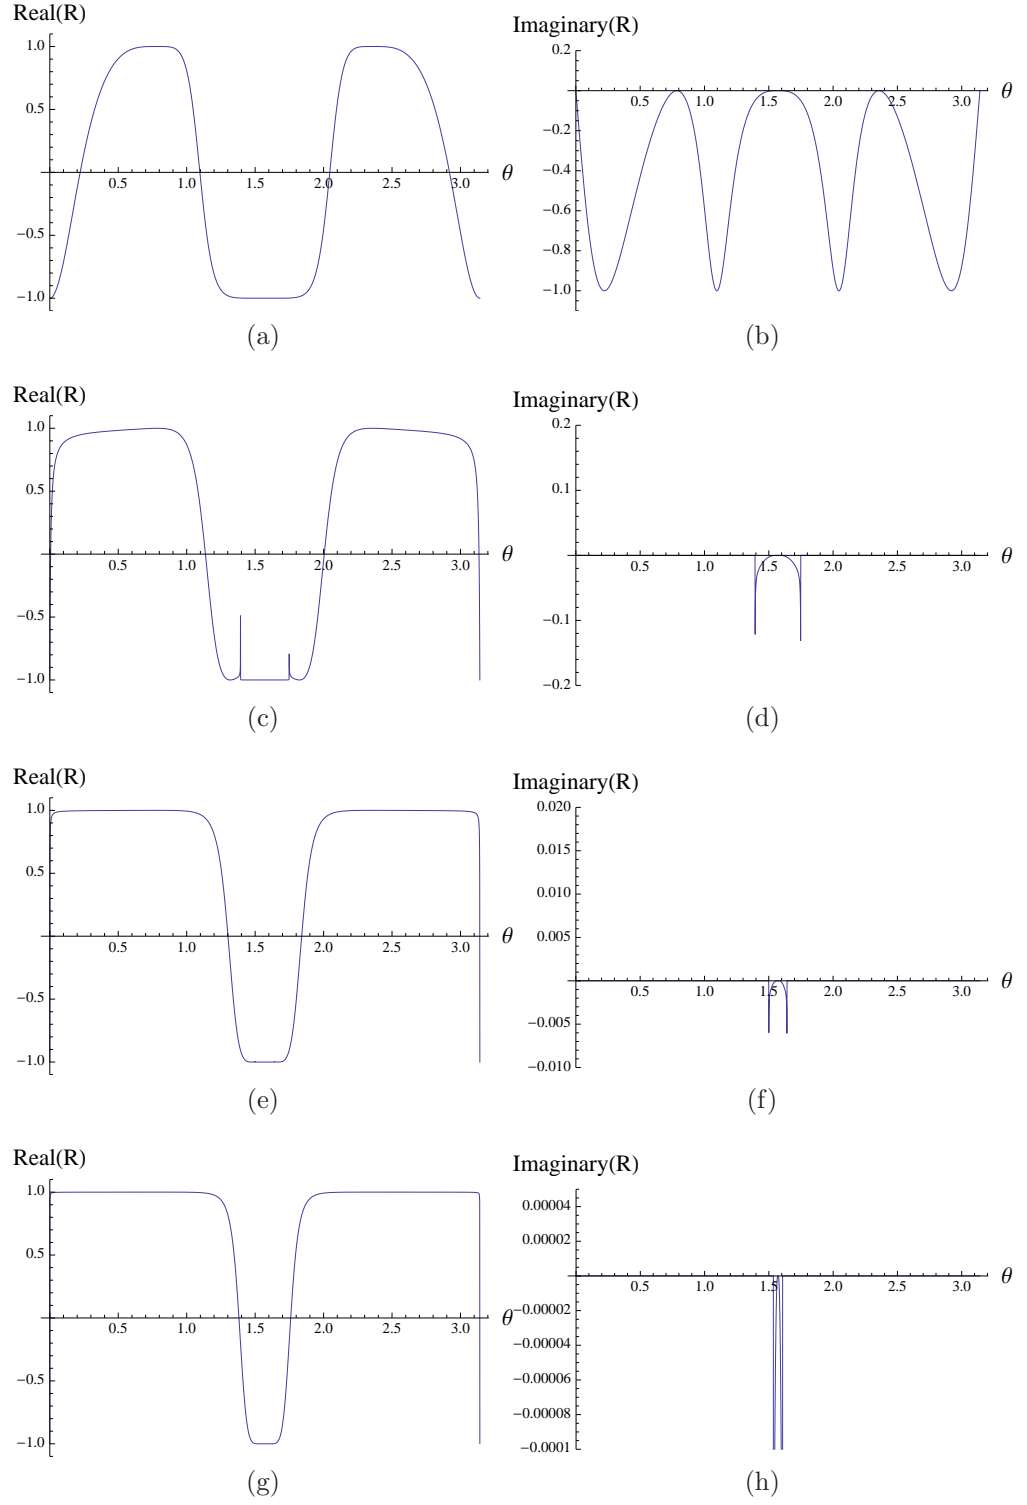 Real(R)
1.0
0.5
−0.5
−1.0
0.5 1.0 1.5 2.0 2.5 3.0
θ
(a)
Imaginary(R)
0.2
−0.2
−0.4
−0.6
−0.8
−1.0
0.5 1.0 1.5 2.0 2.5 3.0
θ
(b)
Real(R)
1.0
0.5
−0.5
−1.0
0.5 1.0 1.5 2.0 2.5 3.0
θ
(c)
Imaginary(R)
0.2
0.1
−0.1
−0.2
0.5 1.0 1.5 2.0 2.5 3.0
θ
(d)
Real(R)
1.0
0.5
−0.5
−1.0
0.5 1.0 1.5 2.0 2.5 3.0
θ
(e)
Imaginary(R)
0.020
0.015
0.010
0.005
−0.005
−0.010
0.5 1.0 1.5 2.0 2.5 3.0
θ
(f)
Real(R)
1.0
0.5
−0.5
−1.0
0.5 1.0 1.5 2.0 2.5 3.0
θ
(g)
Imaginary(R)
0.00004
0.00002
−0.00002
−0.00004
−0.00006
−0.00008
−0.0001
0.5 1.0 1.5 2.0 2.5 3.0
θ
(h)